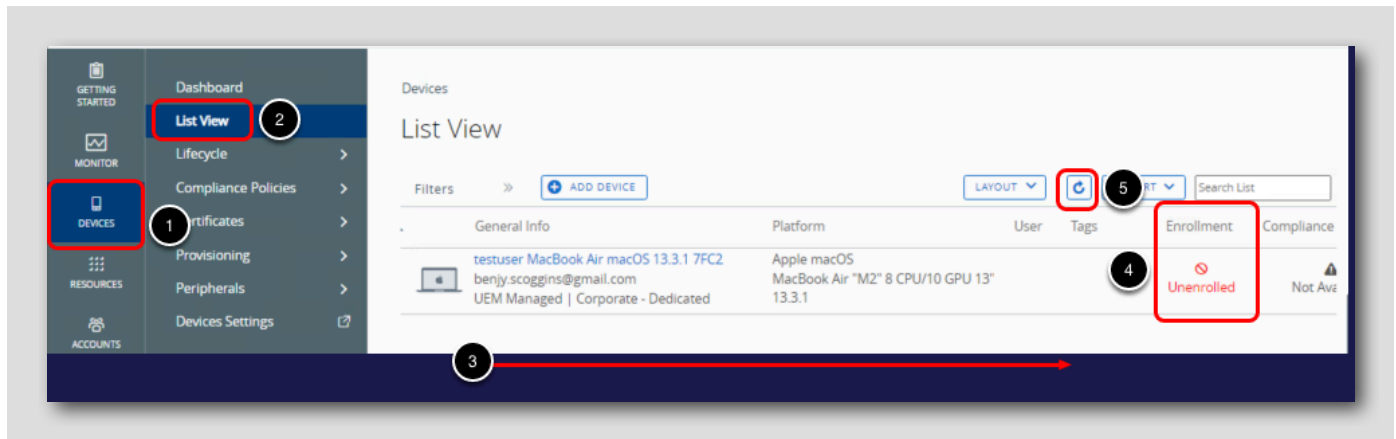 GETTING
STARTED
MONITOR
DEVICES
RESOURCES
ACCOUNTS
Dashboard
List View
2
Lifecycle
Compliance Policies
1
ertificates
Provisioning
Peripherals
Devices Settings
Devices
List View
Filters
»
ADD DEVICE
LAYOUT
5
RT
Search List
General Info
Platform
User
Tags
Enrollment
Compliance
testuser MacBook Air macOS 13.3.1 7FC2
benjy.scoggins@gmail.com
UEM Managed | Corporate - Dedicated
Apple macOS
MacBook Air "M2" 8 CPU/10 GPU 13"
13.3.1
4
Unenrolled
Not Ava
3